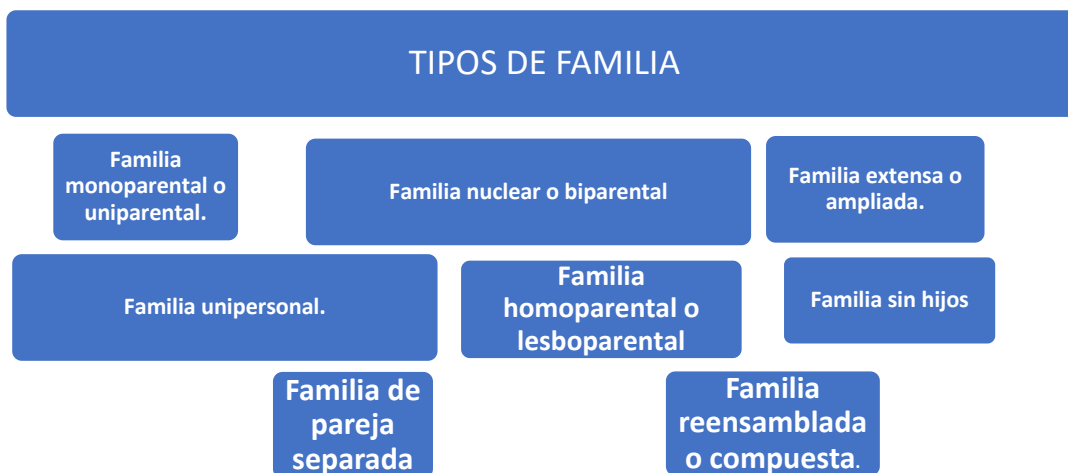 TIPOS DE FAMILIA
Familia
monoparental o
uniparental.
Familia nuclear o biparental
Familia extensa o
ampliada.
Familia unipersonal.
Familia
homoparental o
lesboparental
Familia sin hijos
Familia de
pareja
separada
Familia
reensamblada
o compuesta.